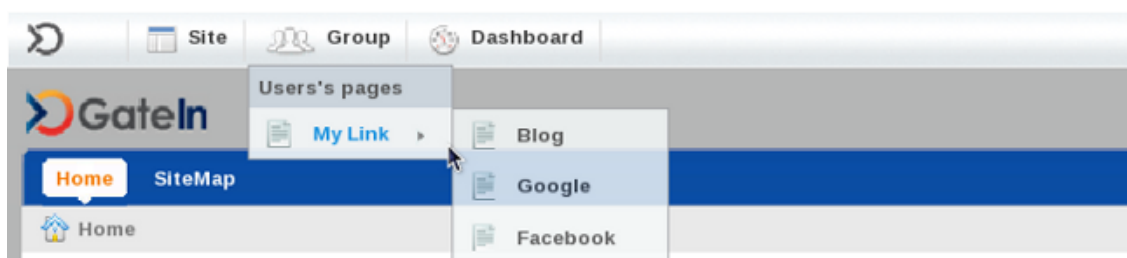 Site Group Dashboard
Users's pages
GateIn
My Link Blog
Home SiteMap Google
Home Facebook